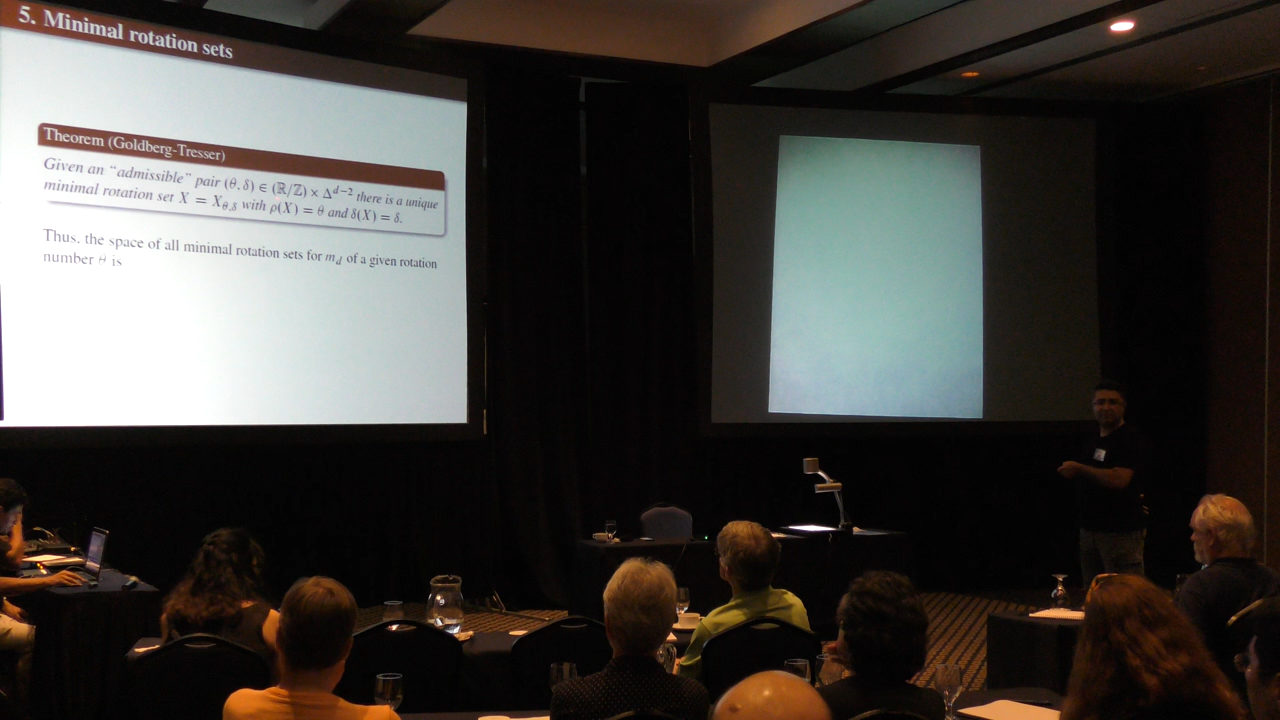 5. Minimal rotation sets
Theorem (Goldberg-Tresser)
Given an “admissible” pair (θ, δ) ∈ (ℝ/ℤ) × Δ^{d−2} there is a unique
minimal rotation set X = X_{θ,δ} with ρ(X) = θ and δ(X) = δ.
Thus, the space of all minimal rotation sets for m_d of a given rotation
number θ is